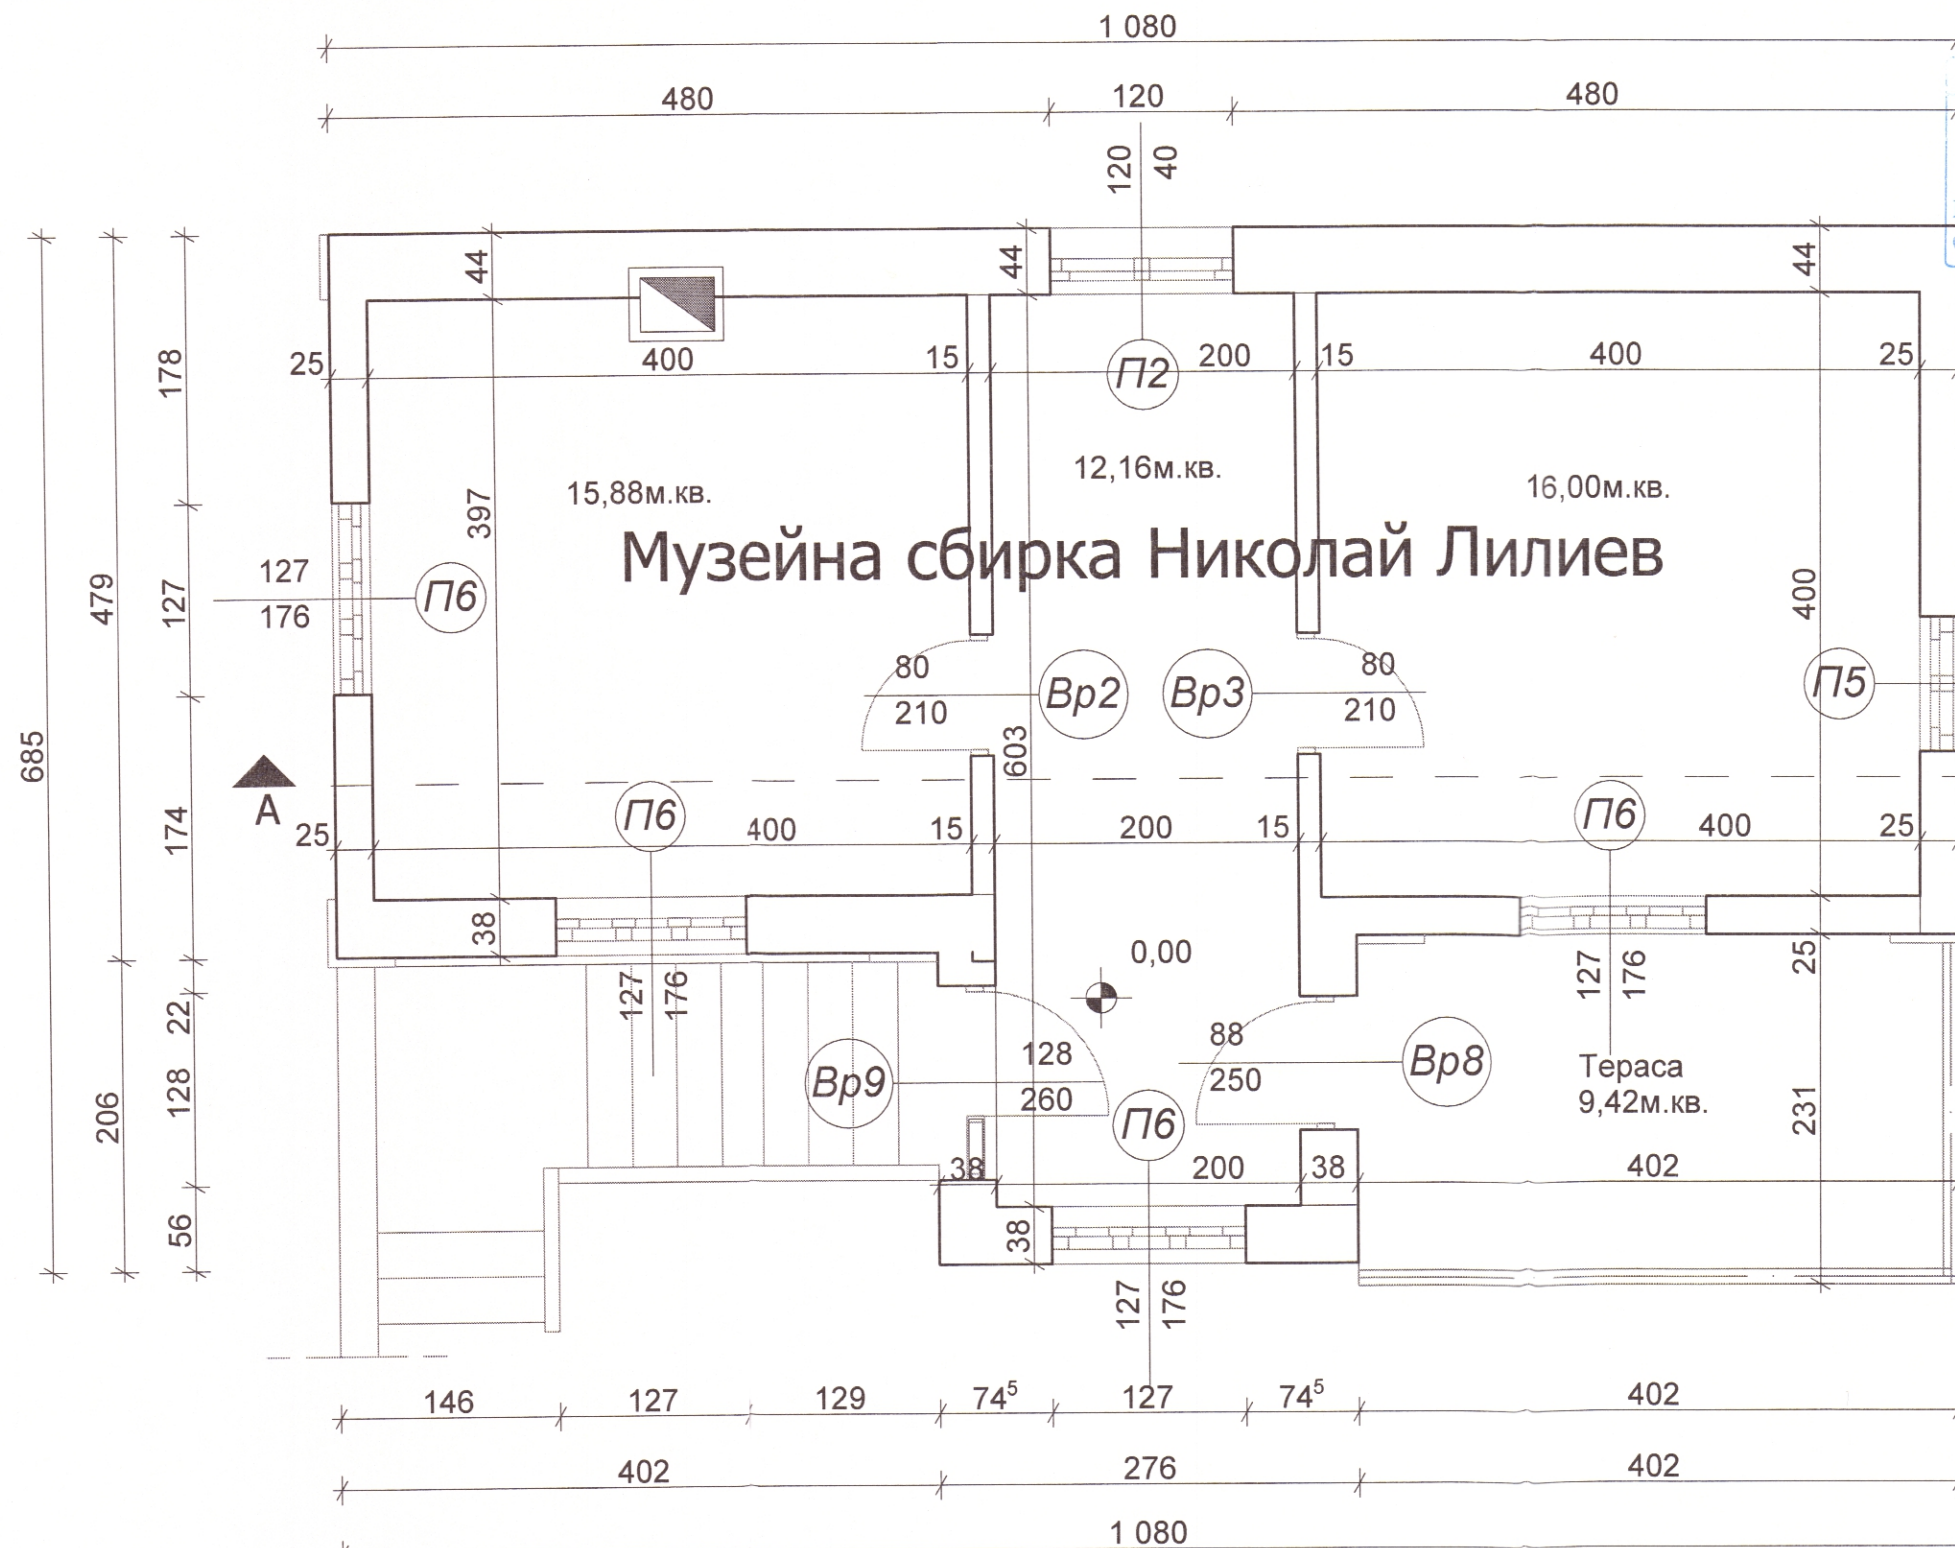 1 080
480 120 480
120 40
44 44 44
25 400 15 П2 200 15 400 25
178
12,16м.кв.
15,88м.кв. 16,00м.кв.
397
Музейна сбирка Николай Лилиев
127
176
П6
479 127 400
80 80
Вр2 Вр3 П5
210 210
685 603
А
174
П6 П6
25 400 15 200 15 400 25
38
0,00
127 176 127 176 25
22
88
128
Вр9 Вр8
250
260
Тераса
9,42м.кв.
128 206 П6 231
38 200 38 402
56 38
127 176
146 127 129 74⁵ 127 74⁵ 402
402 276 402
1 080